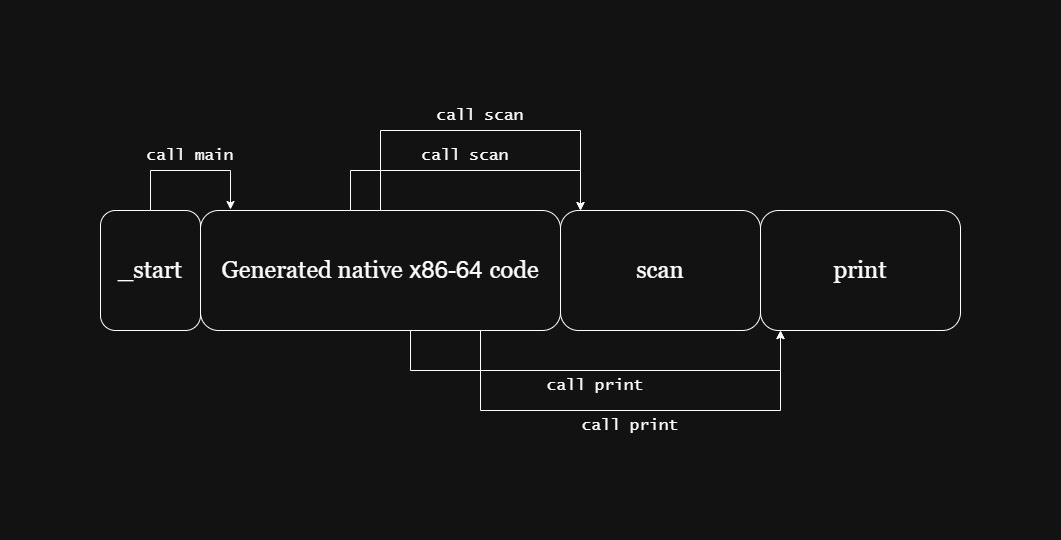 call scan
call main
call scan
_start
Generated native x86-64 code
scan
print
call print
call print